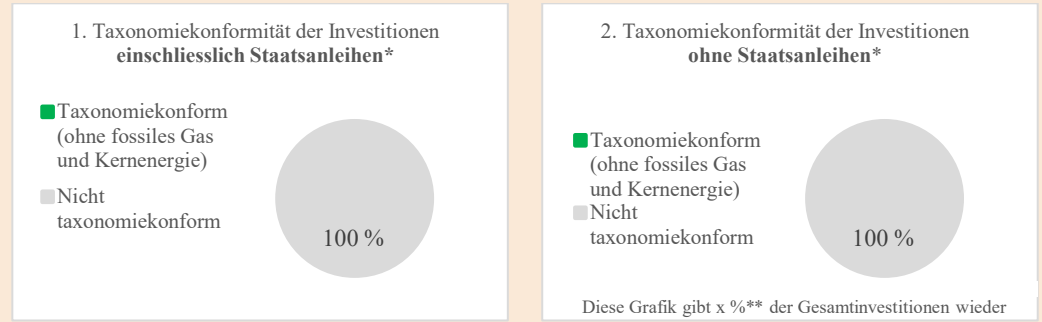 1. Taxonomiekonformität der Investitionen
einschliesslich Staatsanleihen*
Taxonomiekonform
(ohne fossiles Gas
und Kernenergie)
Nicht
taxonomiekonform
100 %
2. Taxonomiekonformität der Investitionen
ohne Staatsanleihen*
Taxonomiekonform
(ohne fossiles Gas
und Kernenergie)
Nicht
taxonomiekonform
100 %
Diese Grafik gibt x %** der Gesamtinvestitionen wieder